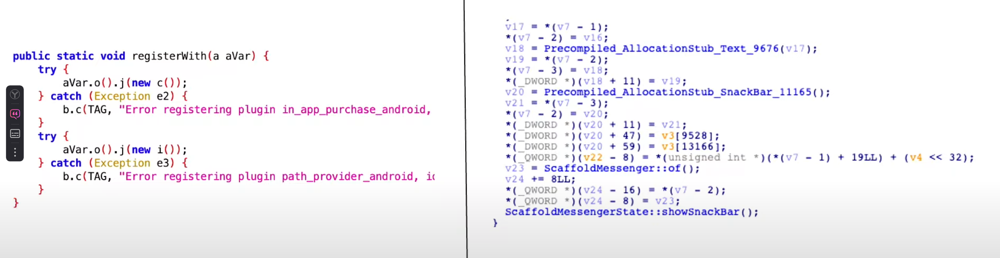 public static void registerWith(a aVar) {
try {
aVar.o().j(new c());
} catch (Exception e2) {
b.c(TAG, "Error registering plugin in_app_purchase_android,
}
try {
aVar.o().j(new i());
} catch (Exception e3) {
b.c(TAG, "Error registering plugin path_provider_android,
}
}
v17 = *(v7 - 1);
*(v7 - 2) = v16;
v18 = Precompiled_AllocationStub_Text_9676(v17);
v19 = *(v7 - 2);
*(v7 - 3) = v18;
*(_DWORD *)(v18 + 11) = v19;
v20 = Precompiled_AllocationStub_SnackBar_11165();
v21 = *(v7 - 3);
*(v7 - 2) = v20;
*(_DWORD *)(v20 + 11) = v21;
*(_DWORD *)(v20 + 47) = v3[9528];
*(_DWORD *)(v20 + 59) = v3[13166];
*(_QWORD *)(v22 - 8) = *(unsigned int *)(*(v7 - 1) + 19LL) + (v4 << 32);
v23 = ScaffoldMessenger::of();
v24 += 8LL;
*(_QWORD *)(v24 - 16) = *(v7 - 2);
*(_QWORD *)(v24 - 8) = v23;
ScaffoldMessengerState::showSnackBar();
}